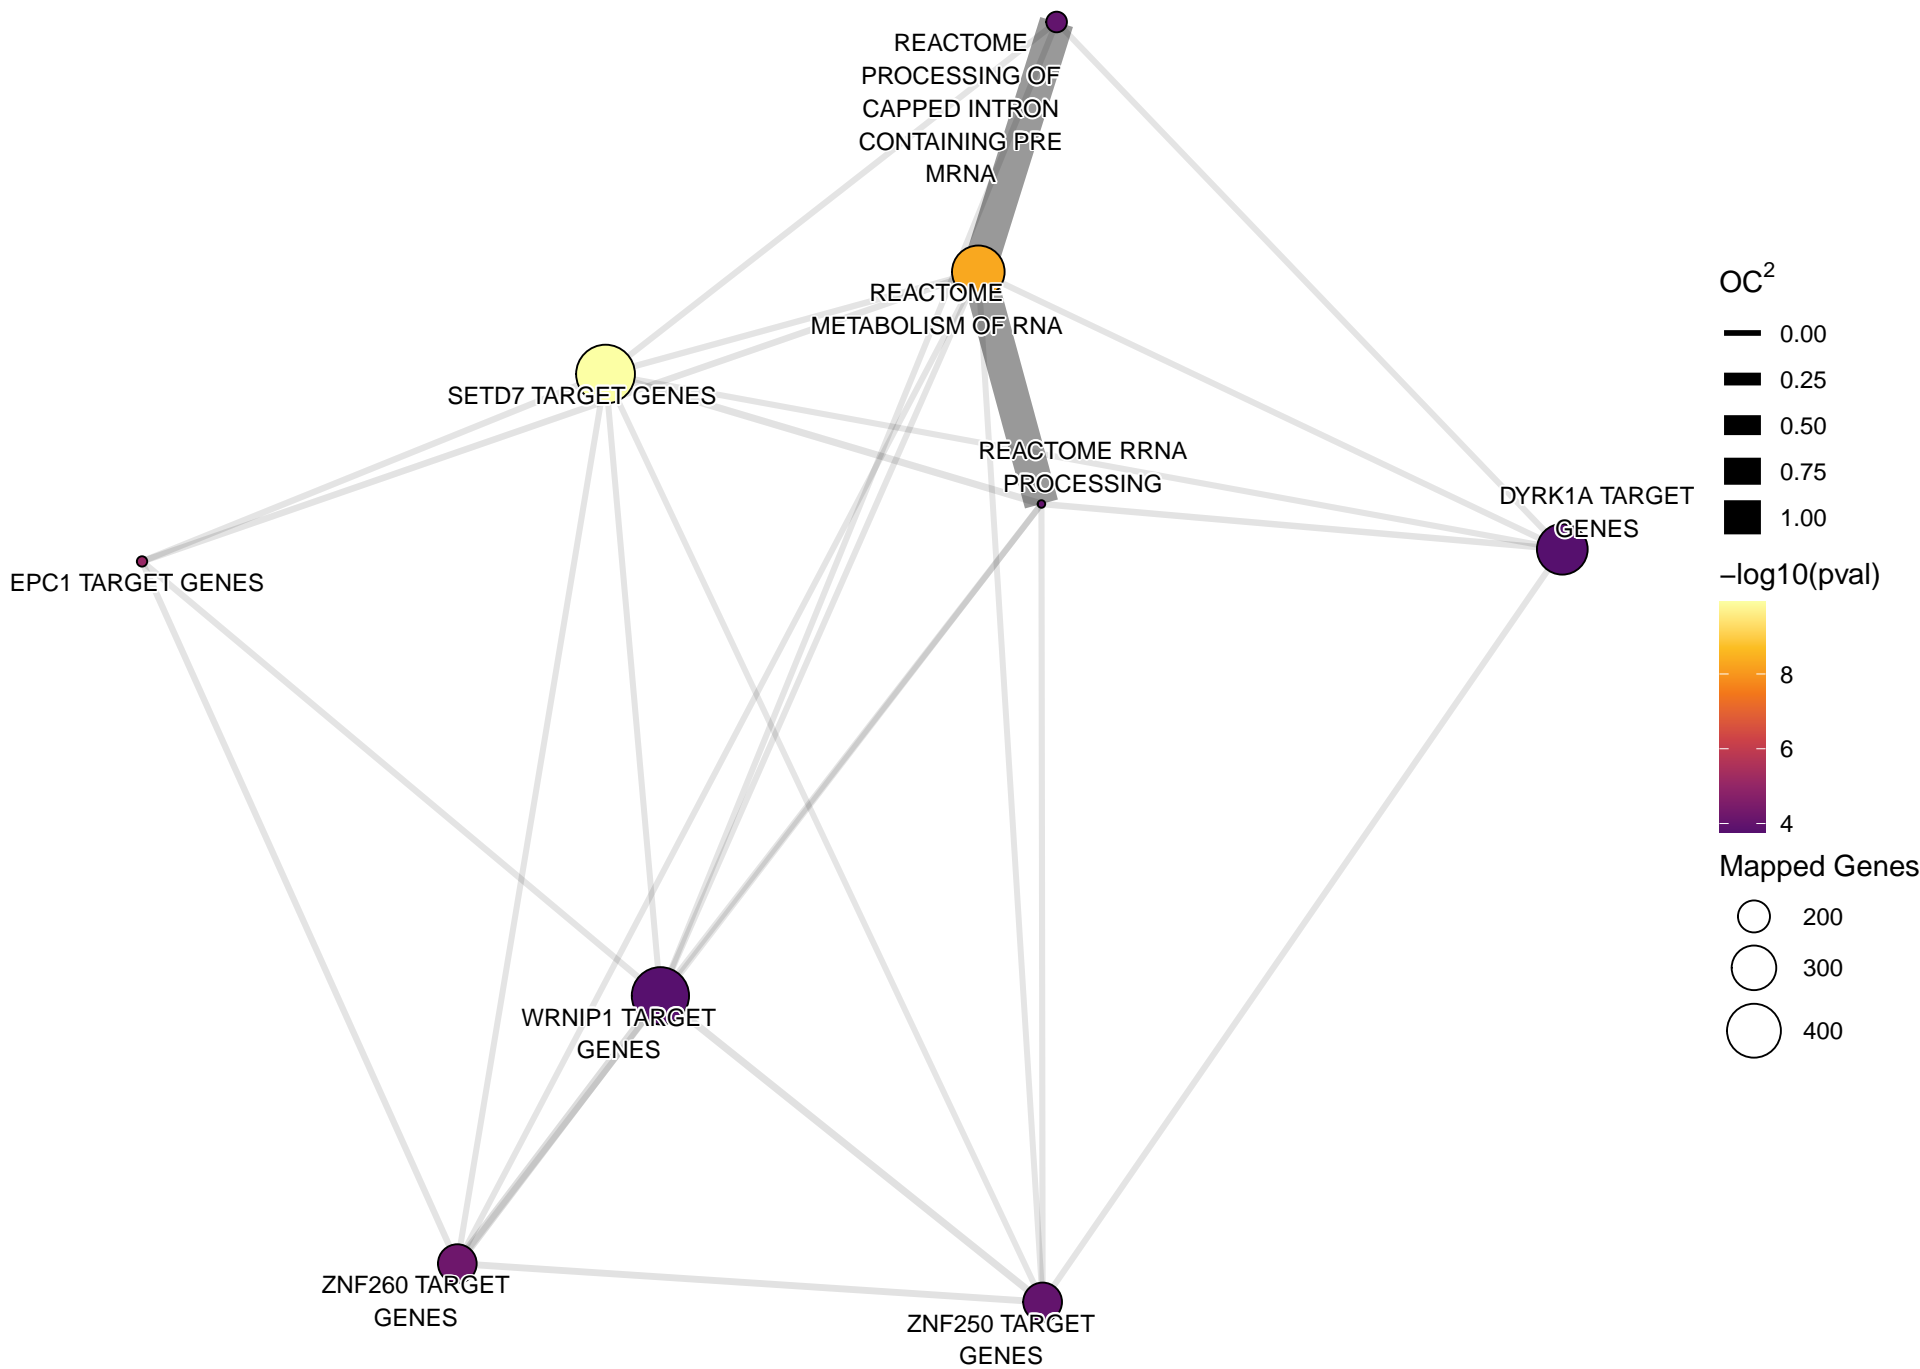 REACTOME
PROCESSING OF
CAPPED INTRON
CONTAINING PRE
MRNA
REACTOME
METABOLISM OF RNA
SETD7 TARGET GENES
REACTOME RRNA
PROCESSING
DYRK1A TARGET
GENES
EPC1 TARGET GENES
WRNIP1 TARGET
GENES
ZNF260 TARGET
GENES
ZNF250 TARGET
GENES
OC²
0.00
0.25
0.50
0.75
1.00
−log10(pval)
8
6
4
Mapped Genes
200
300
400